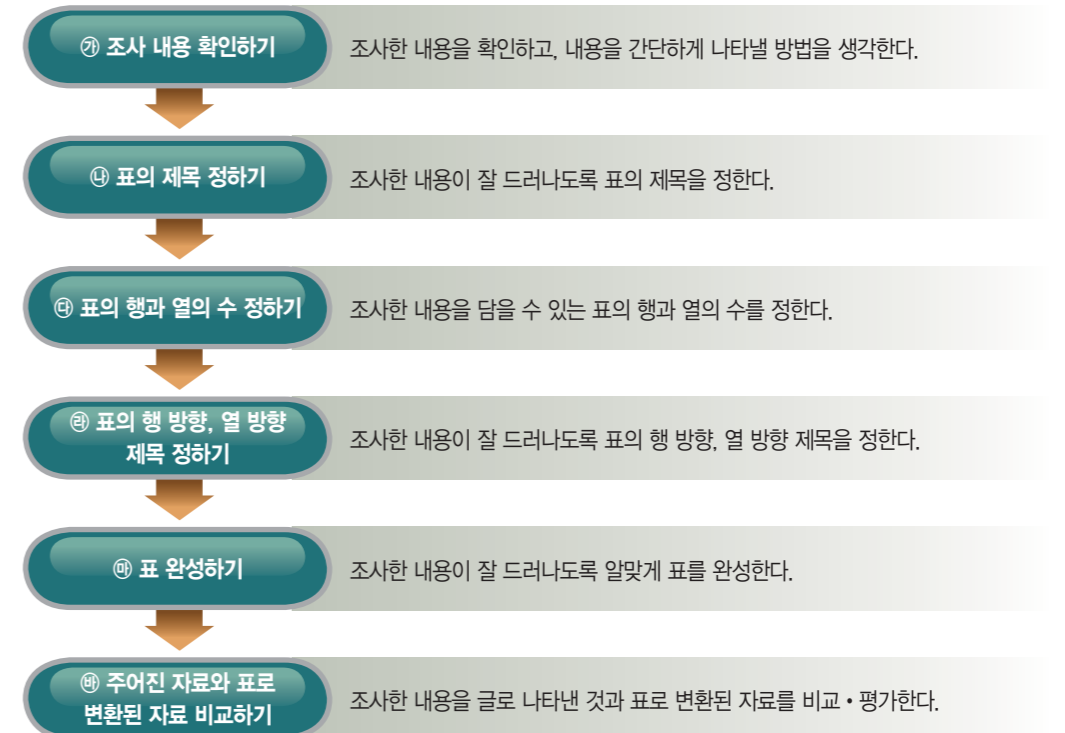 ㉮ 조사 내용 확인하기
조사한 내용을 확인하고, 내용을 간단하게 나타낼 방법을 생각한다.
㉯ 표의 제목 정하기
조사한 내용이 잘 드러나도록 표의 제목을 정한다.
㉰ 표의 행과 열의 수 정하기
조사한 내용을 담을 수 있는 표의 행과 열의 수를 정한다.
㉱ 표의 행 방향, 열 방향
제목 정하기
조사한 내용이 잘 드러나도록 표의 행 방향, 열 방향 제목을 정한다.
㉲ 표 완성하기
조사한 내용이 잘 드러나도록 알맞게 표를 완성한다.
㉳ 주어진 자료와 표로
변환된 자료 비교하기
조사한 내용을 글로 나타낸 것과 표로 변환된 자료를 비교·평가한다.